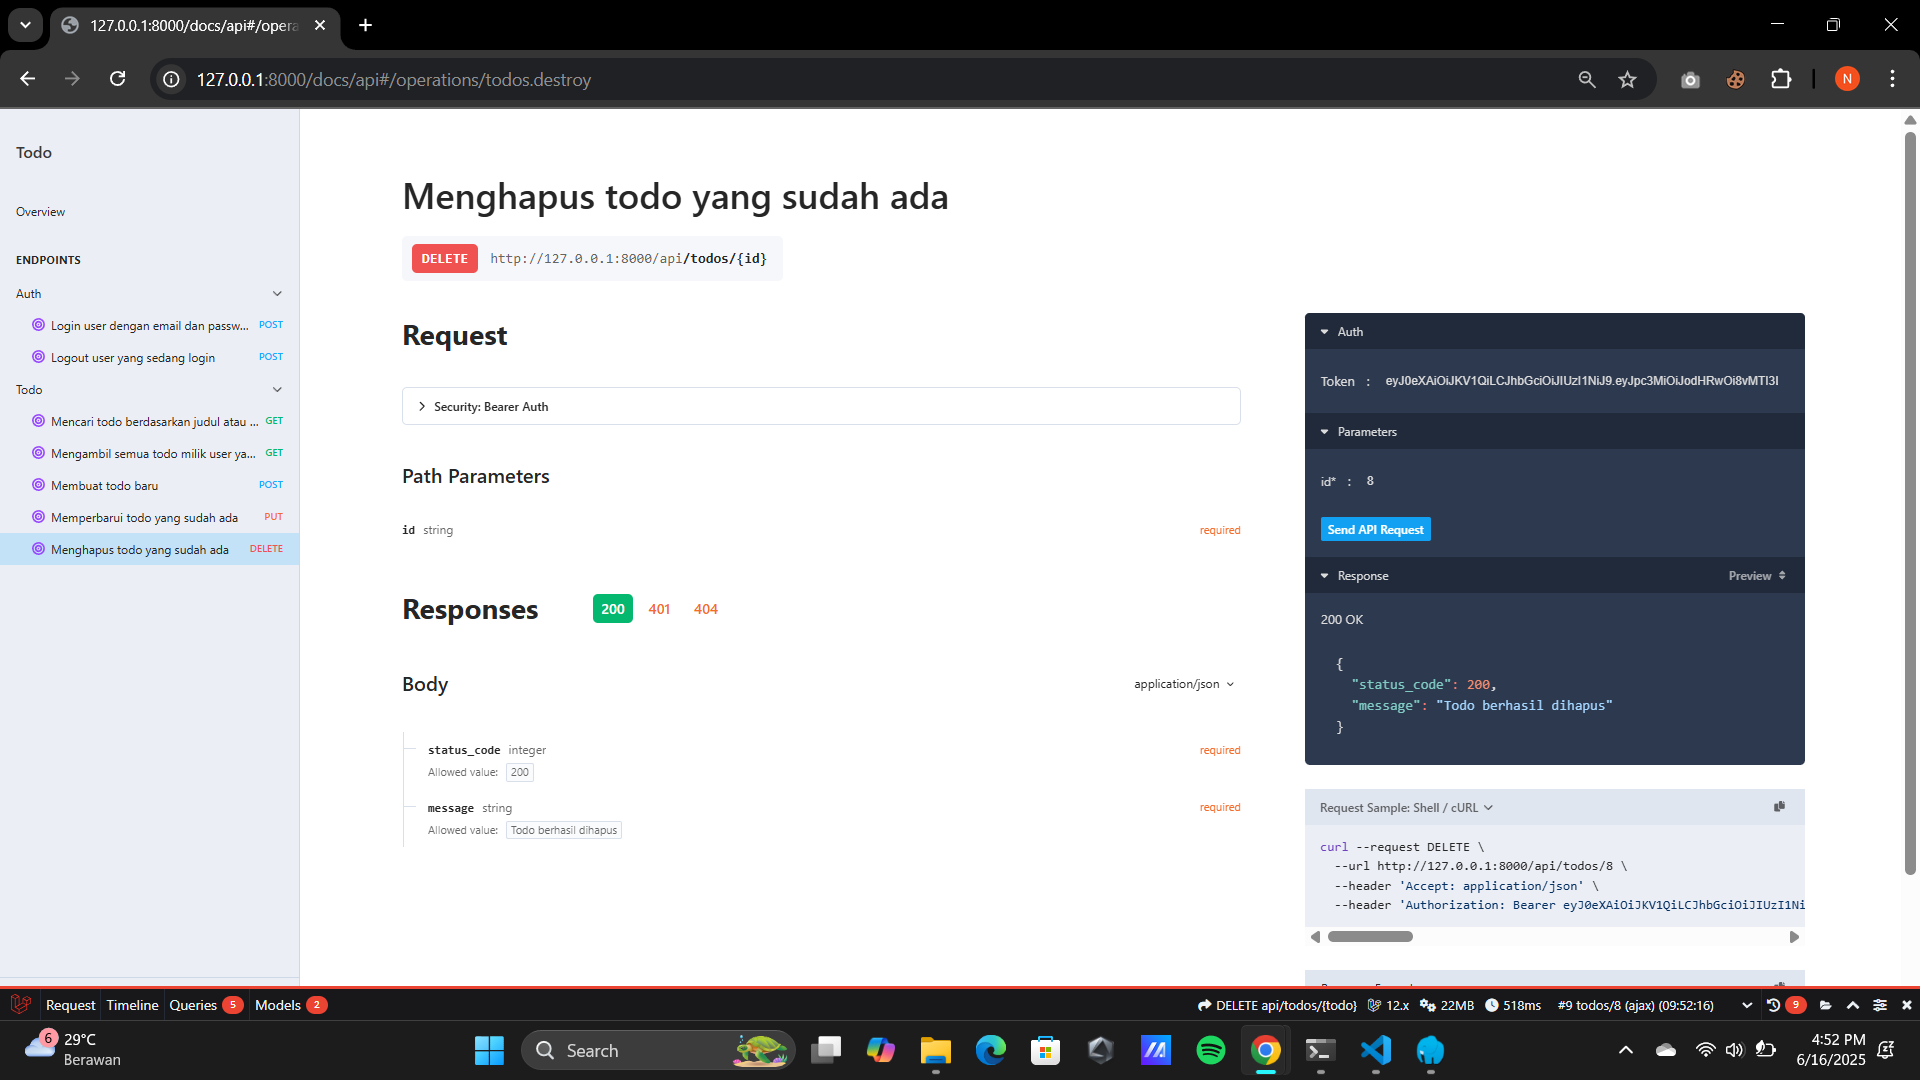 127.0.0.1:8000/docs/api#/opera
127.0.0.1:8000/docs/api#/operations/todos.destroy
N
Todo
Overview
ENDPOINTS
Auth
Login user dengan email dan passw... POST
Logout user yang sedang login POST
Todo
Mencari todo berdasarkan judul atau ... GET
Mengambil semua todo milik user ya... GET
Membuat todo baru POST
Memperbarui todo yang sudah ada PUT
Menghapus todo yang sudah ada DELETE
Menghapus todo yang sudah ada
DELETE http://127.0.0.1:8000/api/todos/{id}
Request
Security: Bearer Auth
Path Parameters
id string required
Responses 200 401 404
Body application/json
status_code integer required
Allowed value: 200
message string required
Allowed value: Todo berhasil dihapus
Auth
Token : eyJ0eXAiOiJKV1QiLCJhbGciOiJIUzI1NiJ9.eyJpc3MiOiJodHRwOi8vMTI3I
Parameters
id* : 8
Send API Request
Response Preview
200 OK
{
"status_code": 200,
"message": "Todo berhasil dihapus"
}
Request Sample: Shell / cURL
curl --request DELETE \
--url http://127.0.0.1:8000/api/todos/8 \
--header 'Accept: application/json' \
--header 'Authorization: Bearer eyJ0eXAiOiJKV1QiLCJhbGciOiJIUzI1Ni
Request Timeline Queries 5 Models 2
DELETE api/todos/{todo} 12.x 22MB 518ms #9 todos/8 (ajax) (09:52:16) 9
6 29°C
Berawan
Search
4:52 PM
6/16/2025